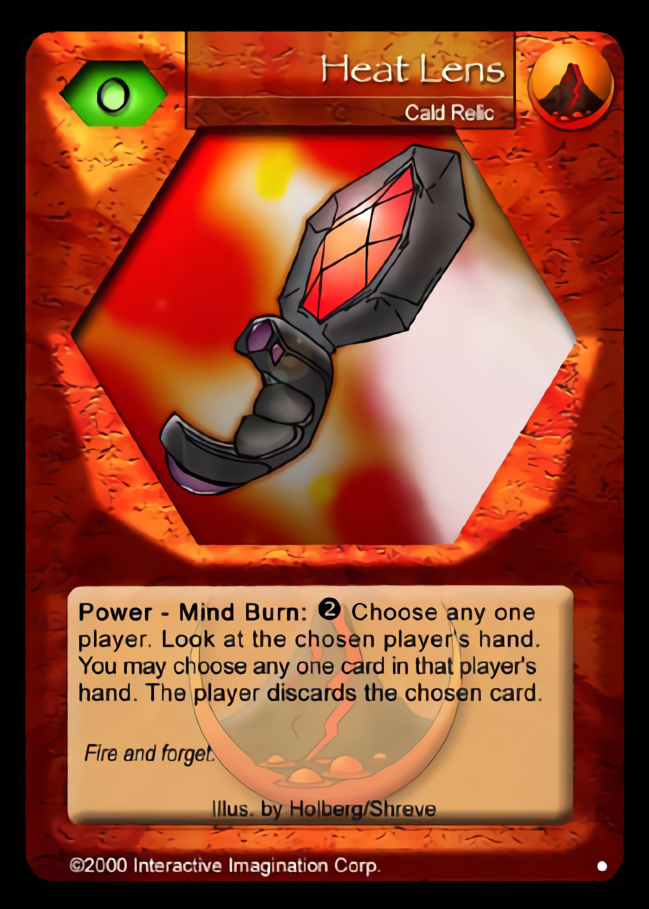 0
Heat Lens
Cald Relic
Power - Mind Burn: ❷ Choose any one
player. Look at the chosen player's hand.
You may choose any one card in that player's
hand. The player discards the chosen card.
Fire and forget.
Illus. by Holberg/Shreve
©2000 Interactive Imagination Corp.